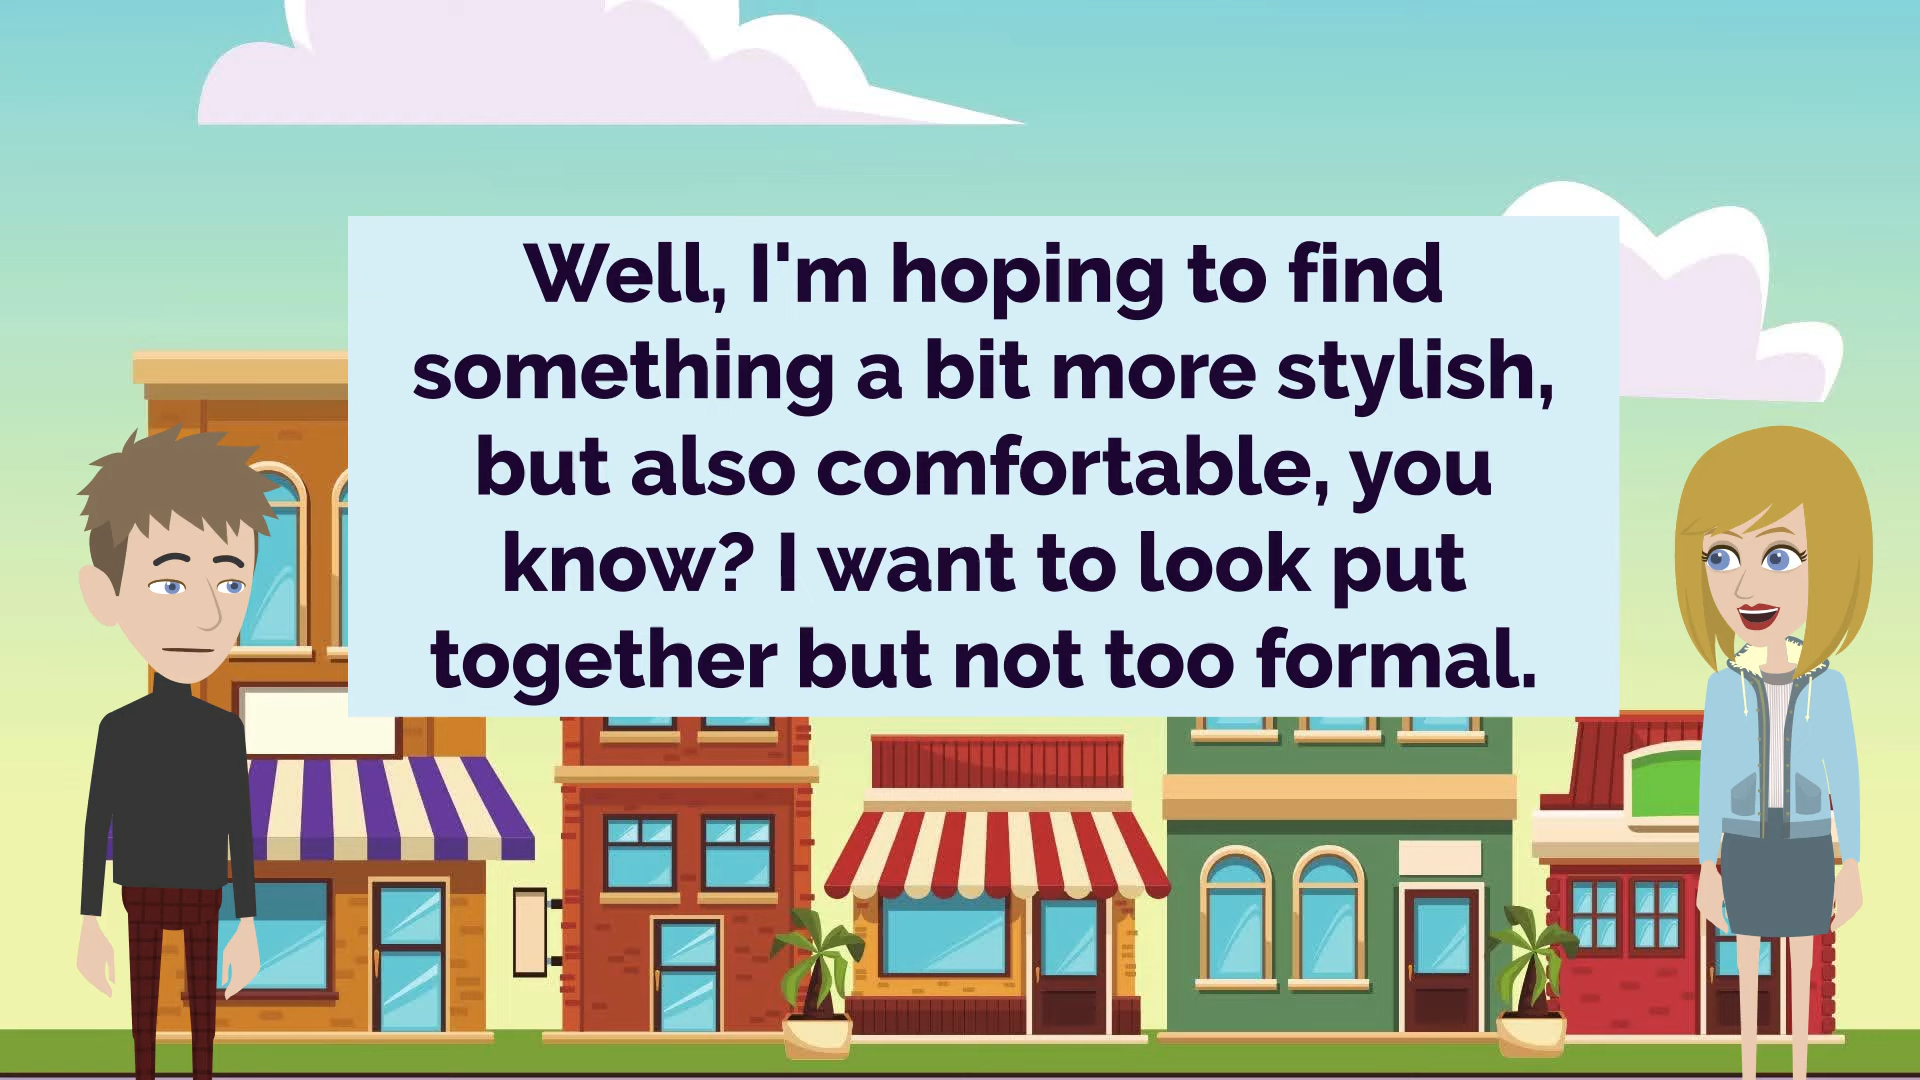 Well, I'm hoping to find
something a bit more stylish,
but also comfortable, you
know? I want to look put
together but not too formal.